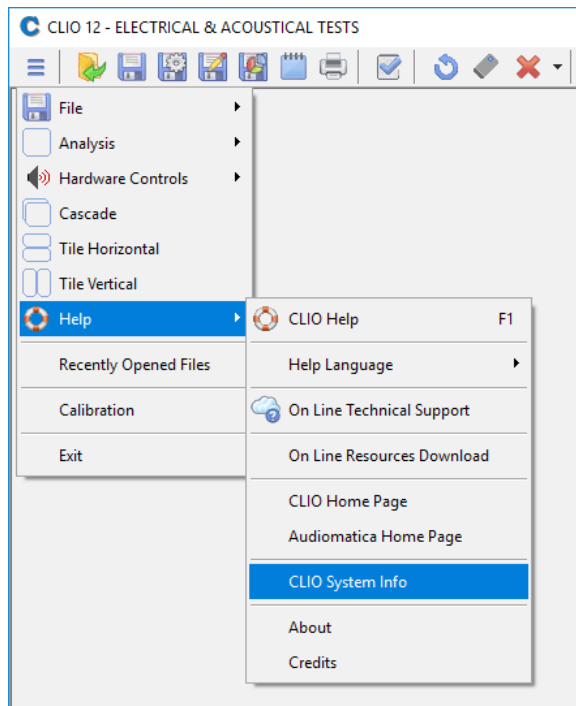 CLIO 12 - ELECTRICAL & ACOUSTICAL TESTS
File
Analysis
Hardware Controls
Cascade
Tile Horizontal
Tile Vertical
Help
Recently Opened Files
Calibration
Exit
CLIO Help F1
Help Language
On Line Technical Support
On Line Resources Download
CLIO Home Page
Audiomatica Home Page
CLIO System Info
About
Credits